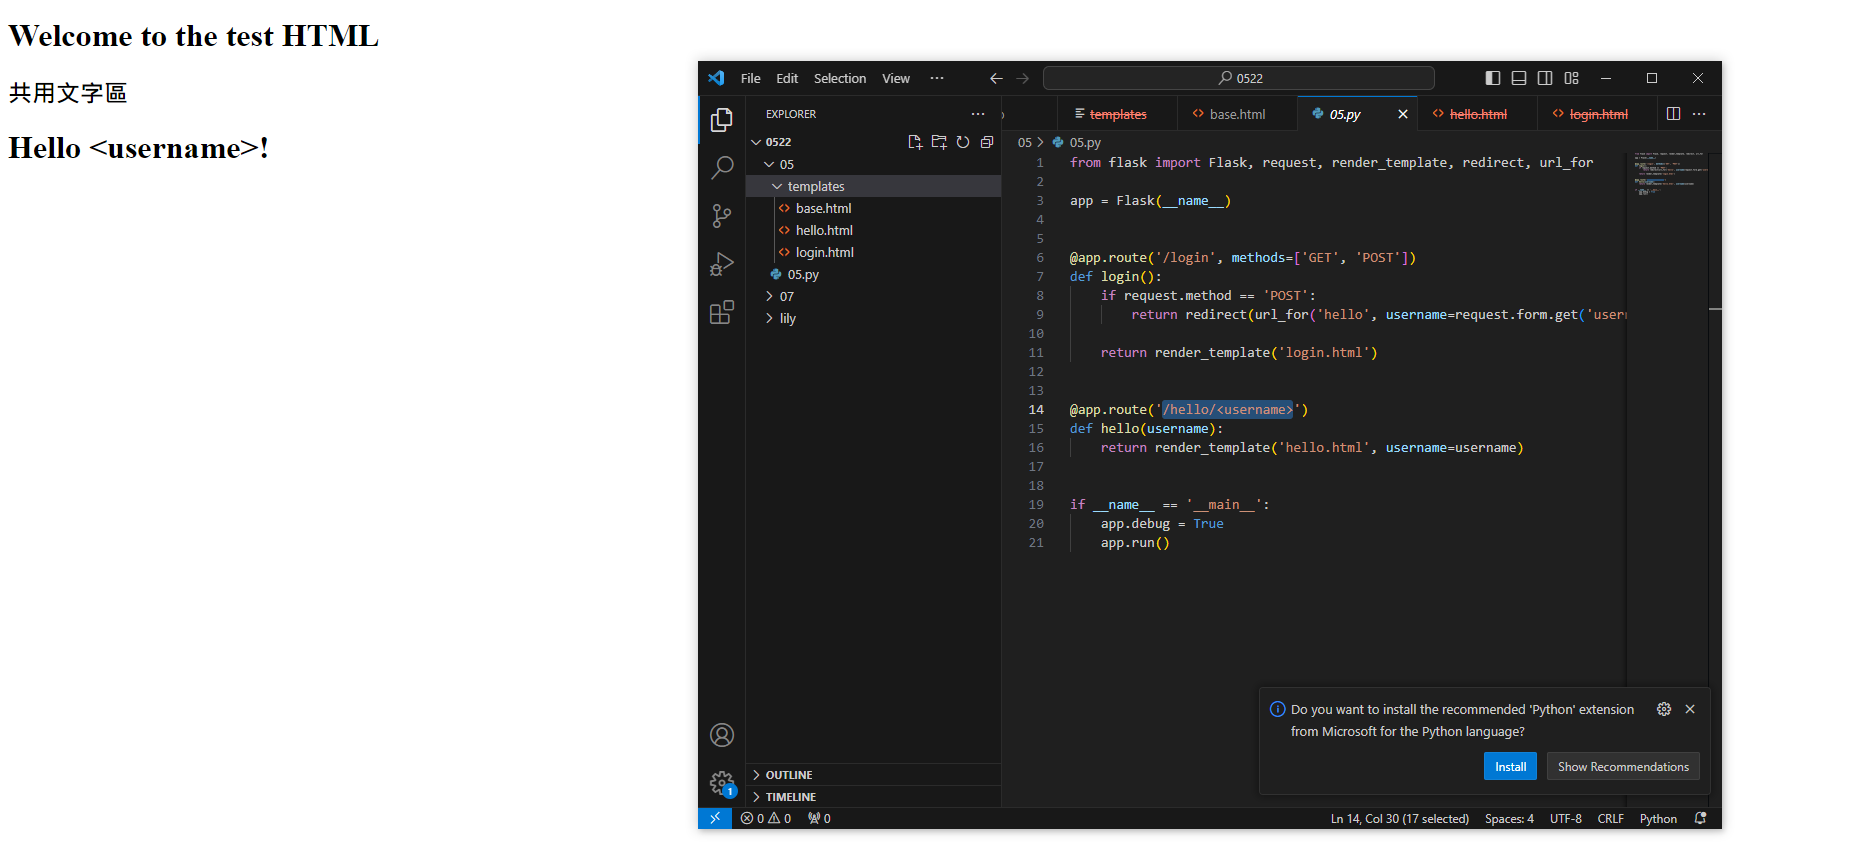 Welcome to the test HTML
共用文字區
Hello <username>!
File Edit Selection View ··· 0522
EXPLORER ···
0522
05
templates
base.html
hello.html
login.html
05.py
07
lily
OUTLINE
TIMELINE
templates base.html 05.py hello.html login.html ···
05 > 05.py
1 from flask import Flask, request, render_template, redirect, url_for
2
3 app = Flask(__name__)
4
5
6 @app.route('/login', methods=['GET', 'POST'])
7 def login():
8 if request.method == 'POST':
9 return redirect(url_for('hello', username=request.form.get('user
10
11 return render_template('login.html')
12
13
14 @app.route('/hello/<username>')
15 def hello(username):
16 return render_template('hello.html', username=username)
17
18
19 if __name__ == '__main__':
20 app.debug = True
21 app.run()
Do you want to install the recommended 'Python' extension
from Microsoft for the Python language?
Install Show Recommendations
1
0 0 0 Ln 14, Col 30 (17 selected) Spaces: 4 UTF-8 CRLF Python